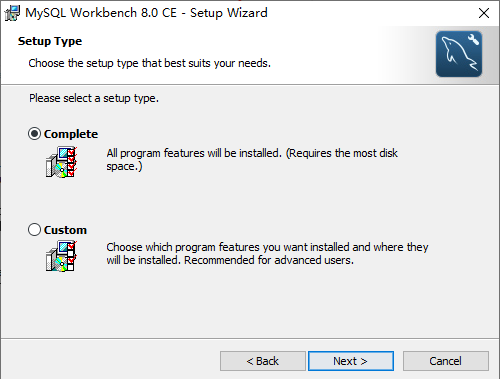 MySQL Workbench 8.0 CE - Setup Wizard
Setup Type
Choose the setup type that best suits your needs.
Please select a setup type.
Complete
All program features will be installed. (Requires the most disk
space.)
Custom
Choose which program features you want installed and where they
will be installed. Recommended for advanced users.
< Back
Next >
Cancel